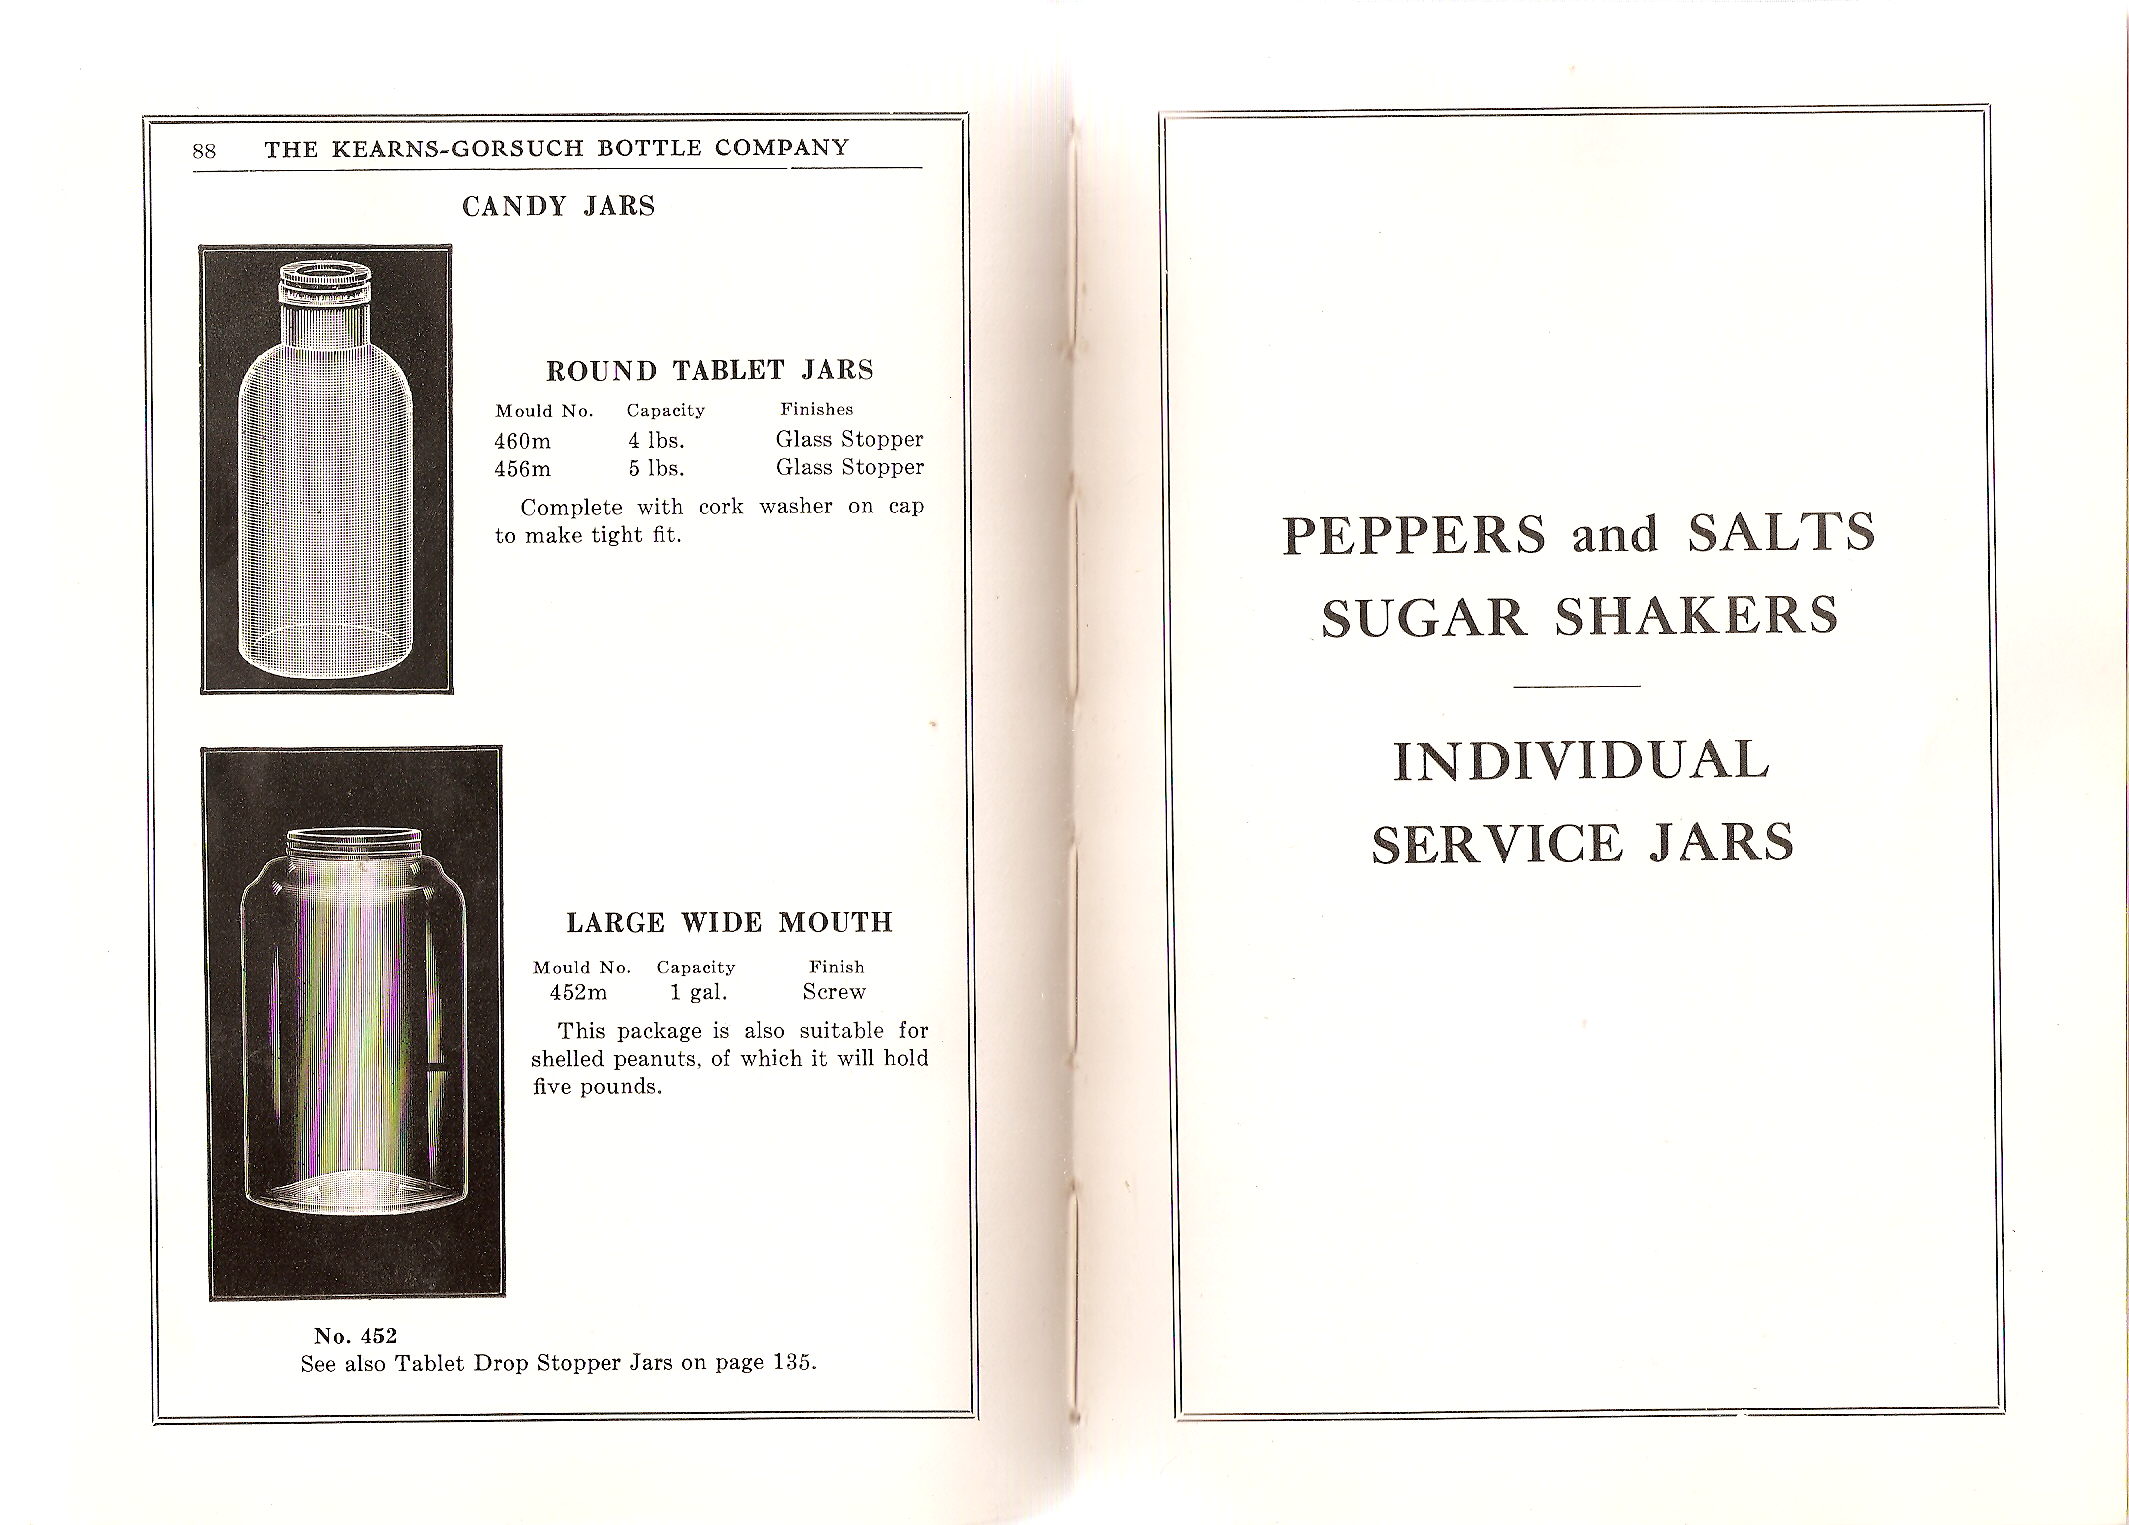 88 THE KEARNS-GORSUCH BOTTLE COMPANY
CANDY JARS
ROUND TABLET JARS
Mould No. Capacity Finishes
460m 4 lbs. Glass Stopper
456m 5 lbs. Glass Stopper
Complete with cork washer on cap
to make tight fit.
LARGE WIDE MOUTH
Mould No. Capacity Finish
452m 1 gal. Screw
This package is also suitable for
shelled peanuts, of which it will hold
five pounds.
No. 452
See also Tablet Drop Stopper Jars on page 135.
PEPPERS and SALTS
SUGAR SHAKERS
INDIVIDUAL
SERVICE JARS